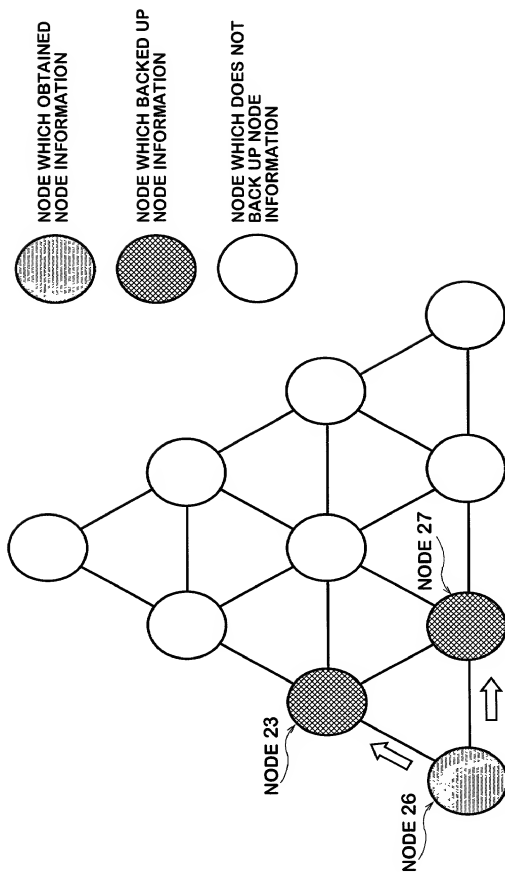 NODE WHICH OBTAINED
NODE INFORMATION
NODE WHICH BACKED UP
NODE INFORMATION
NODE WHICH DOES NOT
BACK UP NODE
INFORMATION
NODE 23
NODE 27
NODE 26